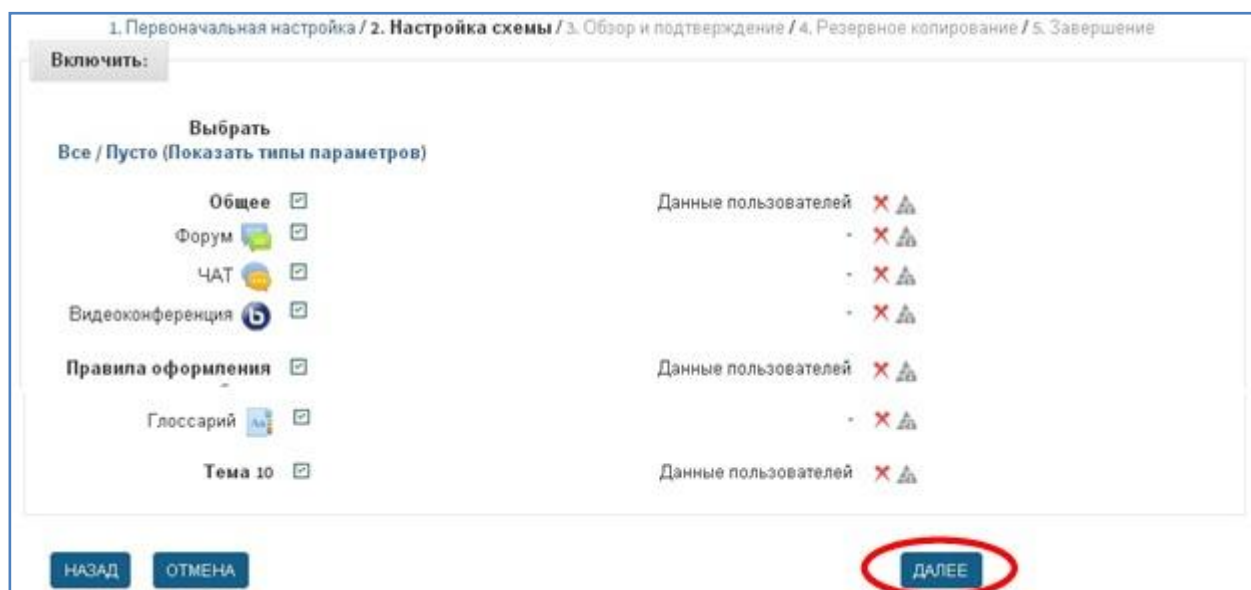 1. Первоначальная настройка / 2. Настройка схемы / 3. Обзор и подтверждение / 4. Резервное копирование / 5. Завершение
Включить:
Выбрать
Все / Пусто (Показать типы параметров)
Общее Данные пользователей
Форум -
ЧАТ -
Видеоконференция b -
Правила оформления Данные пользователей
Глоссарий Aa -
Тема 10 Данные пользователей
НАЗАД ОТМЕНА ДАЛЕЕ